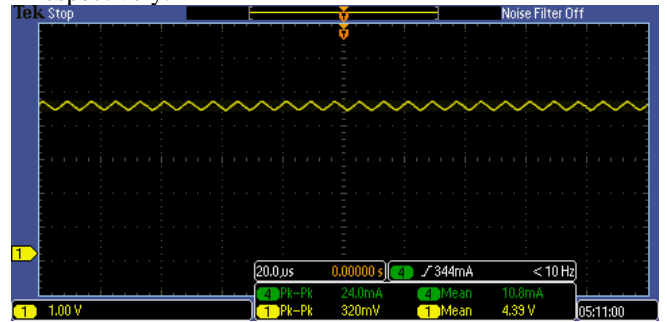 Tek Stop Noise Filter Off
1
20.0µs 0.00000 s 4 344mA < 10 Hz
4 Pk-Pk 24.0mA 4 Mean 10.8mA
1 1.00 V 1 Pk-Pk 320mV 1 Mean 4.39 V 05:11:00